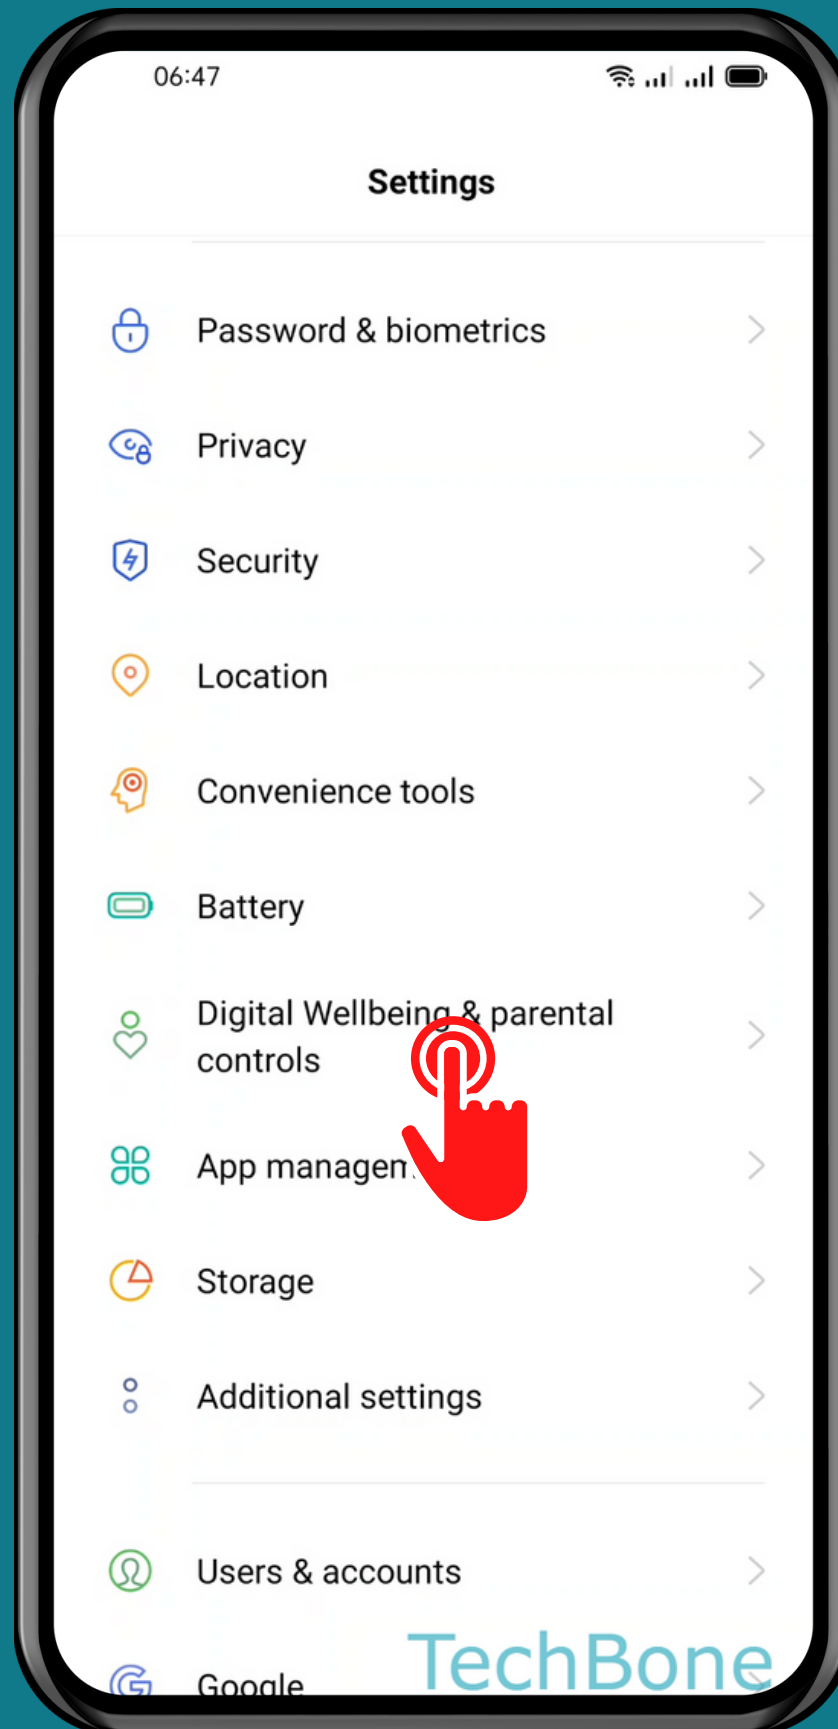 06:47
Settings
Password & biometrics
Privacy
Security
Location
Convenience tools
Battery
Digital Wellbeing & parental
controls
App
Storage
Additional settings
Users & accounts
Google
TechBone